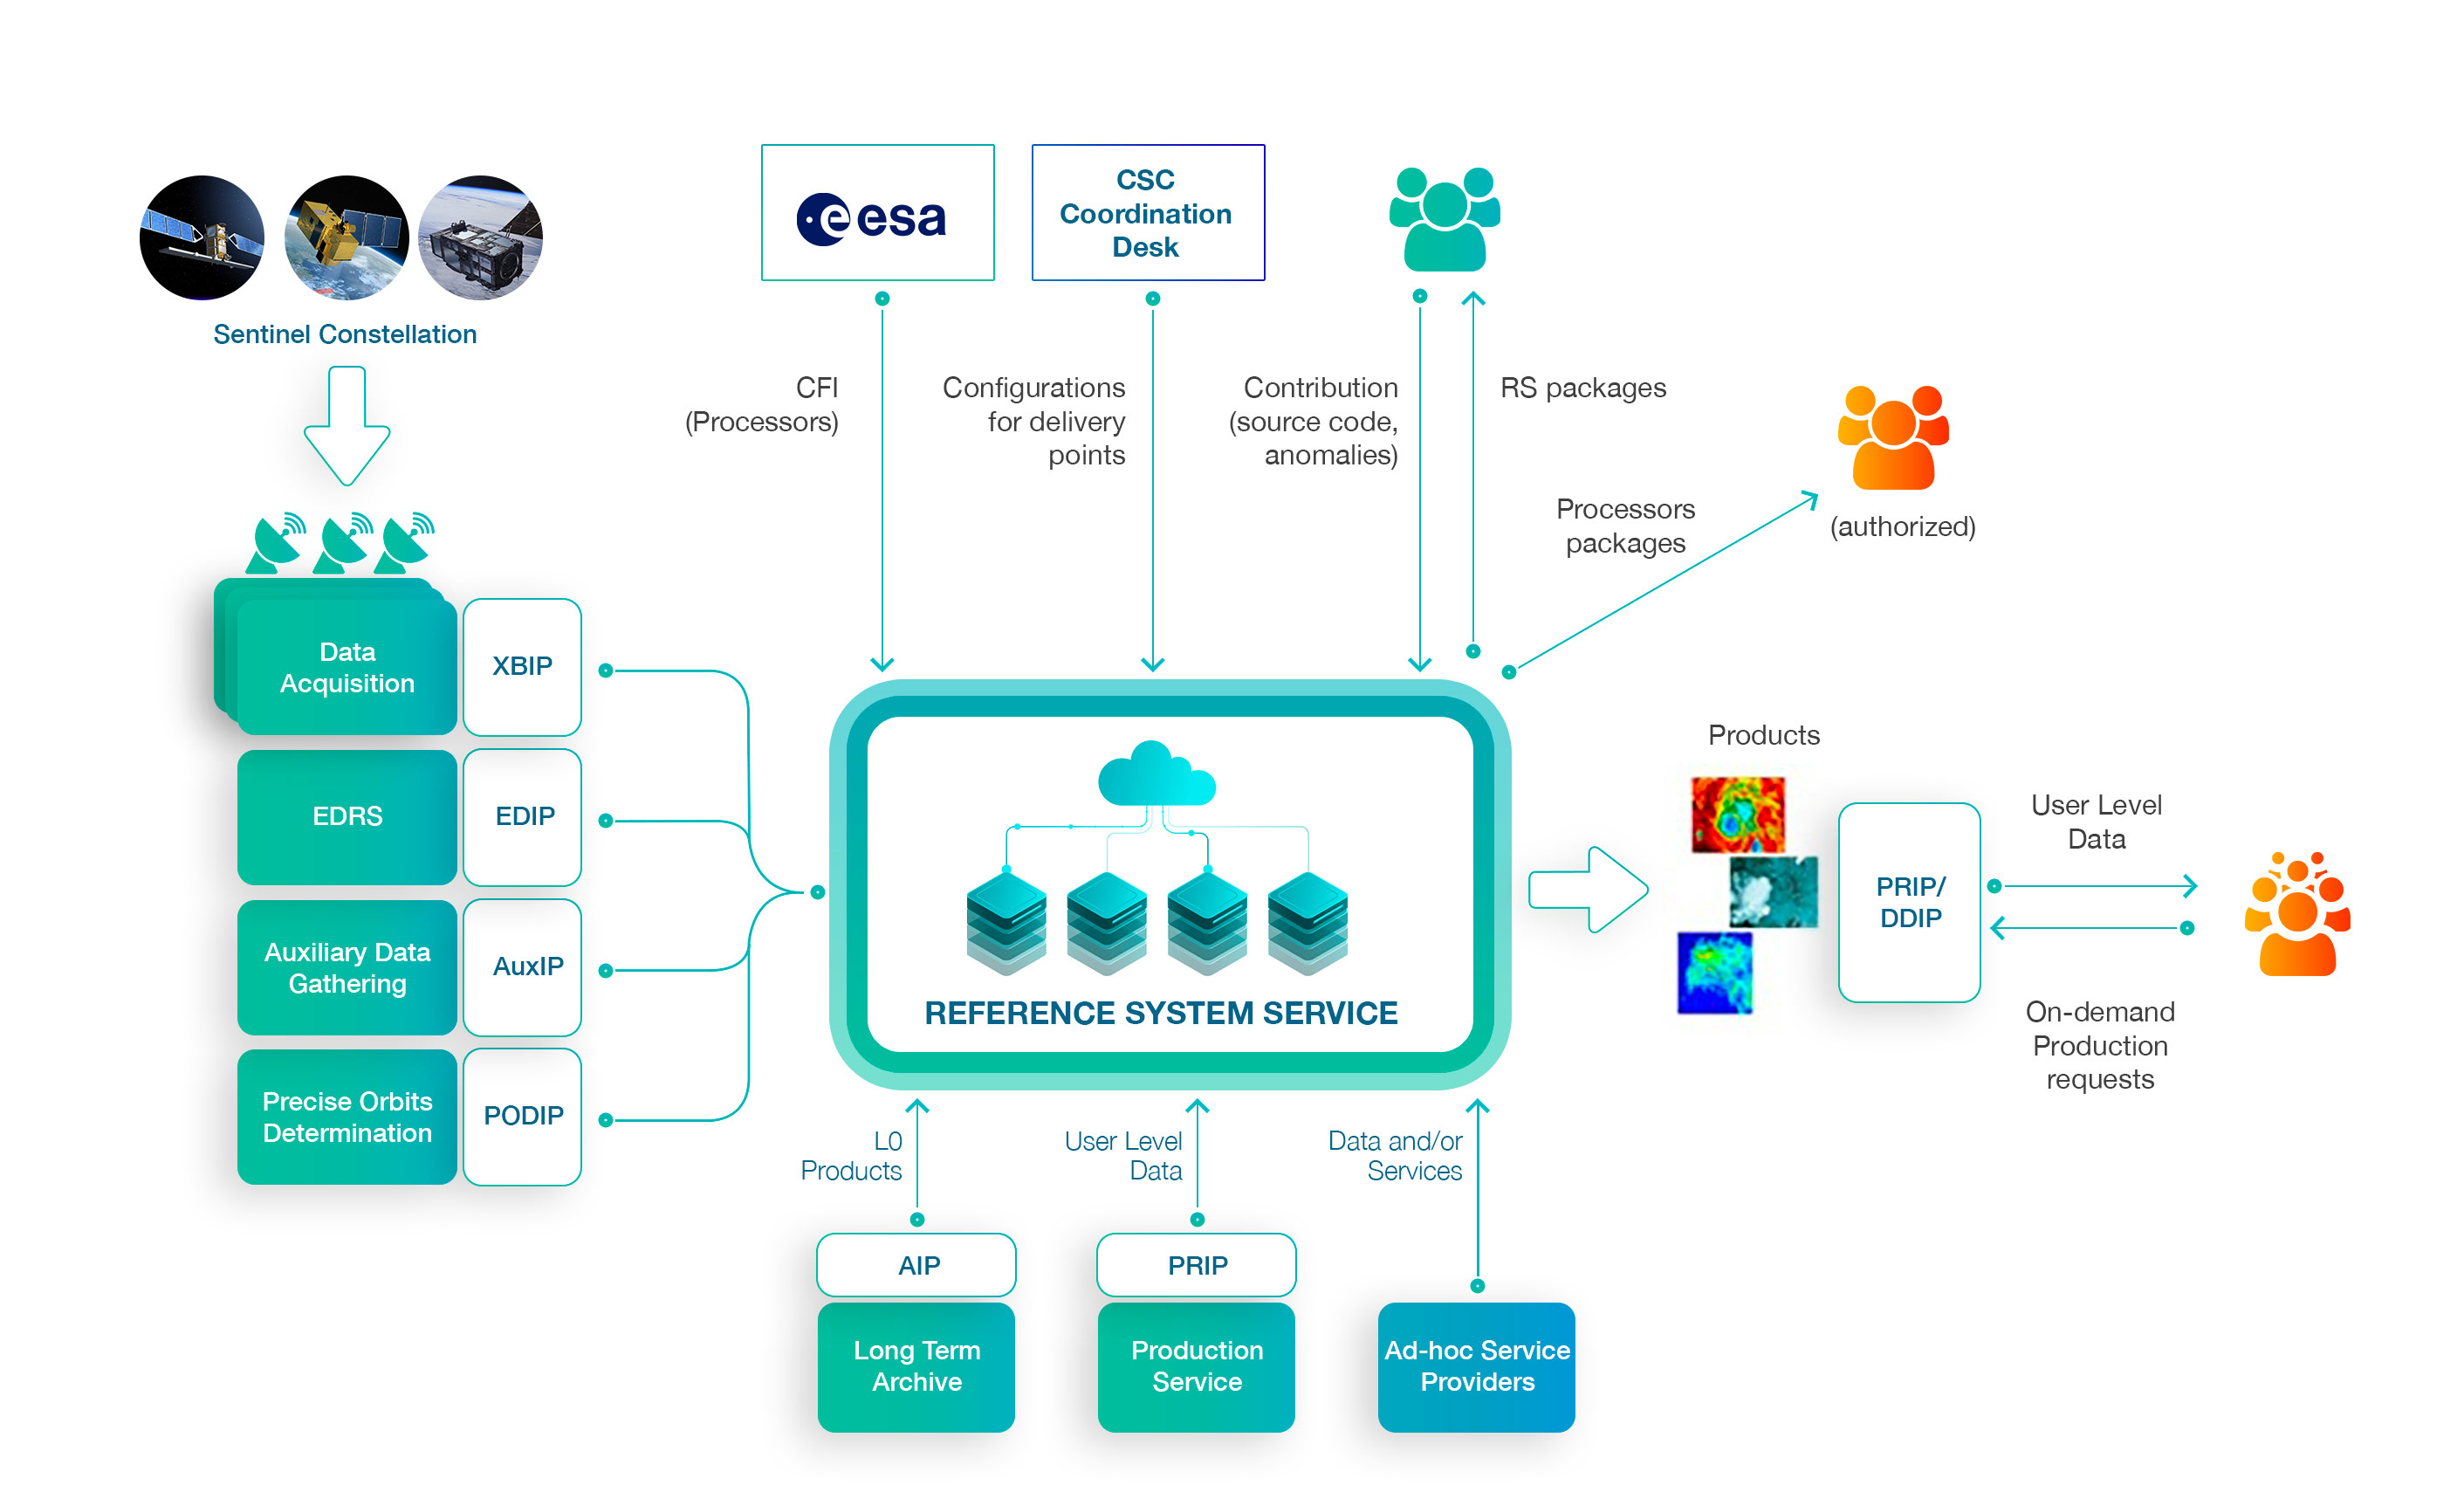 esa
CSC
Coordination
Desk
Sentinel Constellation
CFI
(Processors)
Configurations
for delivery
points
Contribution
(source code,
anomalies)
RS packages
Processors
packages
(authorized)
Data
Acquisition
XBIP
EDRS
EDIP
Auxiliary Data
Gathering
AuxIP
Precise Orbits
Determination
PODIP
REFERENCE SYSTEM SERVICE
Products
PRIP/
DDIP
User Level
Data
On-demand
Production
requests
L0
Products
User Level
Data
Data and/or
Services
AIP
Long Term
Archive
PRIP
Production
Service
Ad-hoc Service
Providers